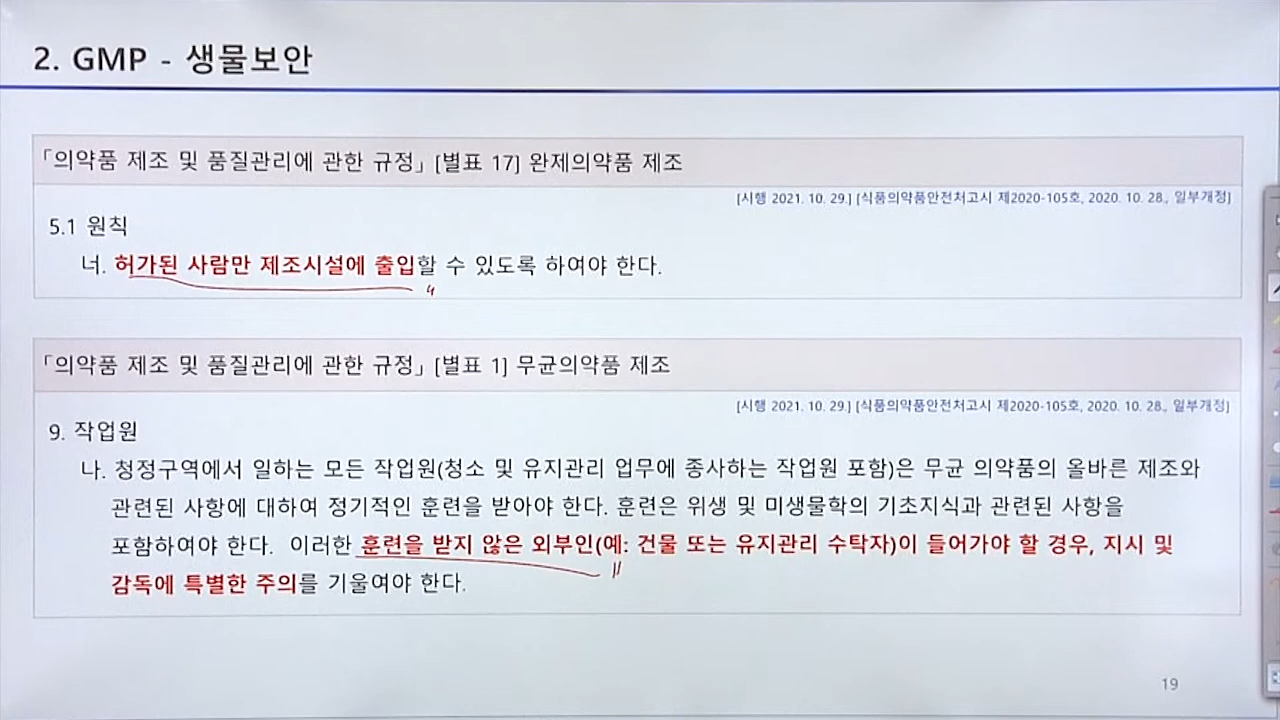 2. GMP - 생물보안
「의약품 제조 및 품질관리에 관한 규정」 [별표 17] 완제의약품 제조
[시행 2021. 10. 29.] [식품의약품안전처고시 제2020-105호, 2020. 10. 28., 일부개정]
5.1 원칙
너. 허가된 사람만 제조시설에 출입할 수 있도록 하여야 한다.
「의약품 제조 및 품질관리에 관한 규정」 [별표 1] 무균의약품 제조
[시행 2021. 10. 29.] [식품의약품안전처고시 제2020-105호, 2020. 10. 28., 일부개정]
9. 작업원
나. 청정구역에서 일하는 모든 작업원(청소 및 유지관리 업무에 종사하는 작업원 포함)은 무균 의약품의 올바른 제조와
관련된 사항에 대하여 정기적인 훈련을 받아야 한다. 훈련은 위생 및 미생물학의 기초지식과 관련된 사항을
포함하여야 한다. 이러한 훈련을 받지 않은 외부인(예: 건물 또는 유지관리 수탁자)이 들어가야 할 경우, 지시 및
감독에 특별한 주의를 기울여야 한다.
19